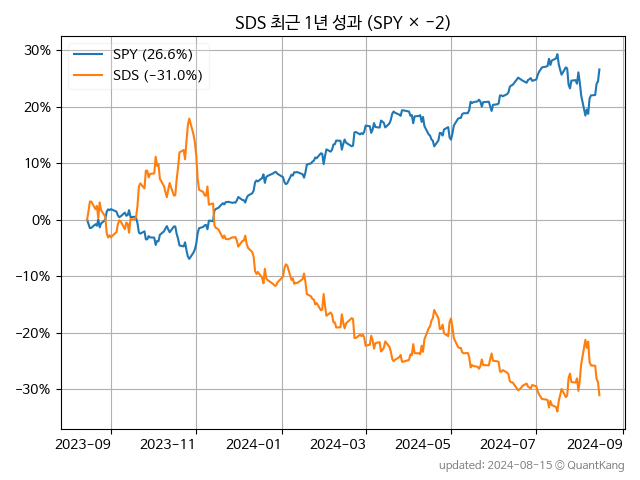 SDS 최근 1년 성과 (SPY × -2)
SPY (26.6%)
SDS (-31.0%)
30%
20%
10%
0%
-10%
-20%
-30%
2023-09 2023-11 2024-01 2024-03 2024-05 2024-07 2024-09
updated: 2024-08-15 © QuantKang